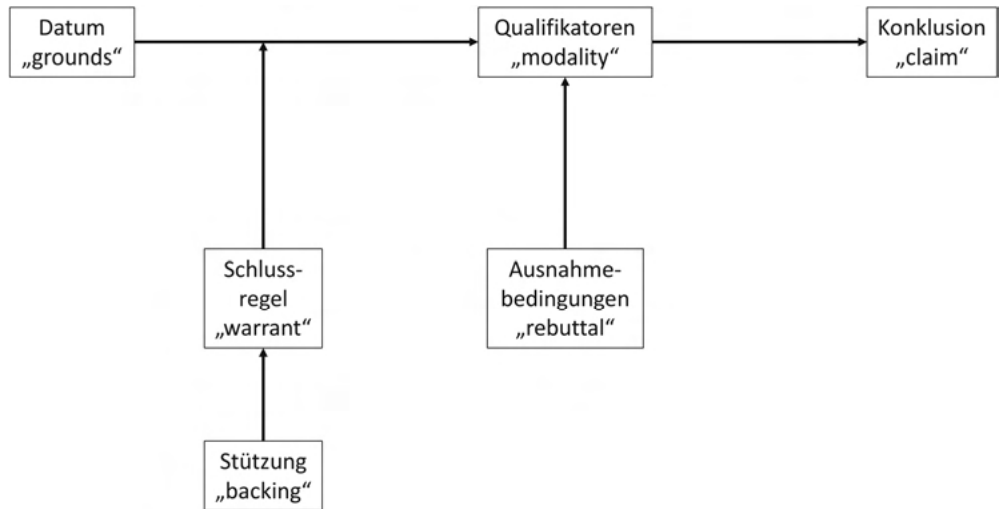 Datum
„grounds“
Qualifikatoren
„modality“
Konklusion
„claim“
Schluss-
regel
„warrant“
Ausnahme-
bedingungen
„rebuttal“
Stützung
„backing“